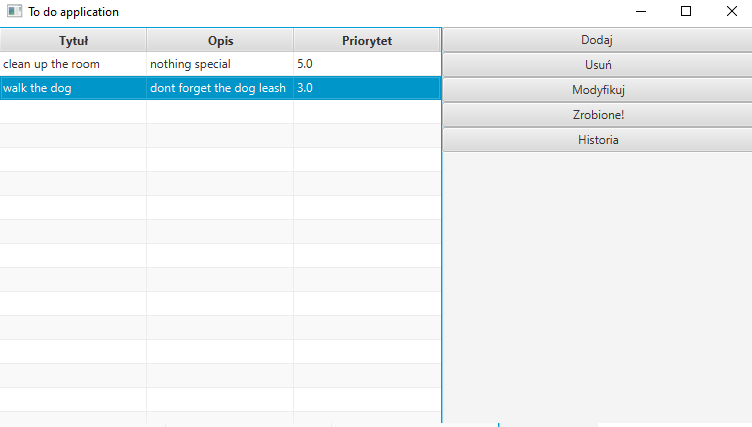 To do application
Tytuł Opis Priorytet
clean up the room nothing special 5.0
walk the dog dont forget the dog leash 3.0
Dodaj
Usuń
Modyfikuj
Zrobione!
Historia